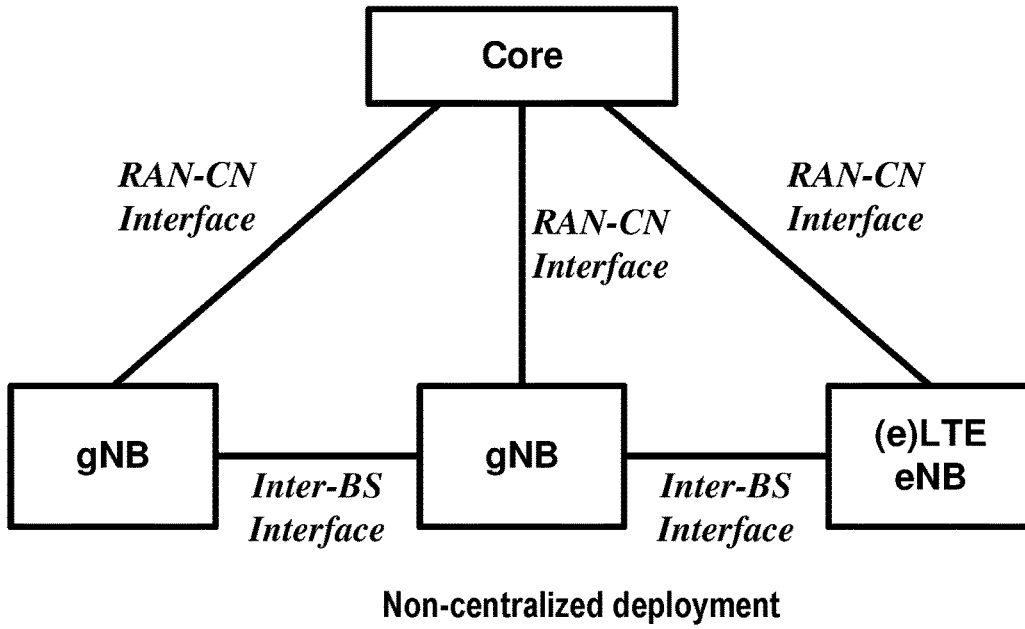 Core
RAN-CN
Interface
RAN-CN
Interface
RAN-CN
Interface
gNB
Inter-BS
Interface
gNB
Inter-BS
Interface
(e)LTE
eNB
Non-centralized deployment